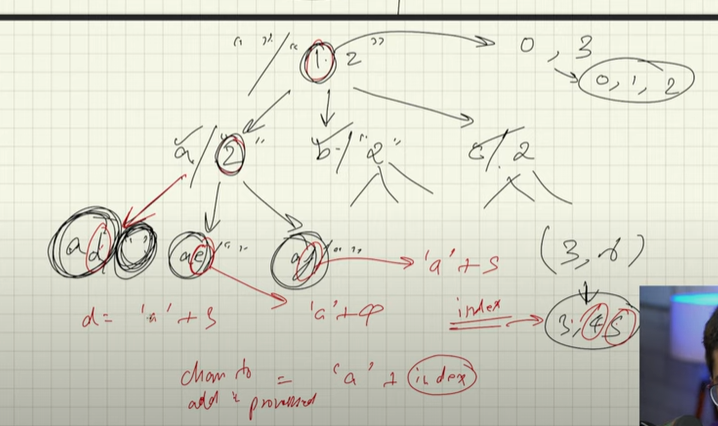 " " / " 1 2 " → 0 , 3
0, 1, 2
a / " 2 "
b / " 2 "
c / 2
ad " "
ae " "
af " "
'a' + 5
(3, 6)
d = 'a' + 3
'a' + 4
index
3, 4, 5
char to = 'a' + index
add processed